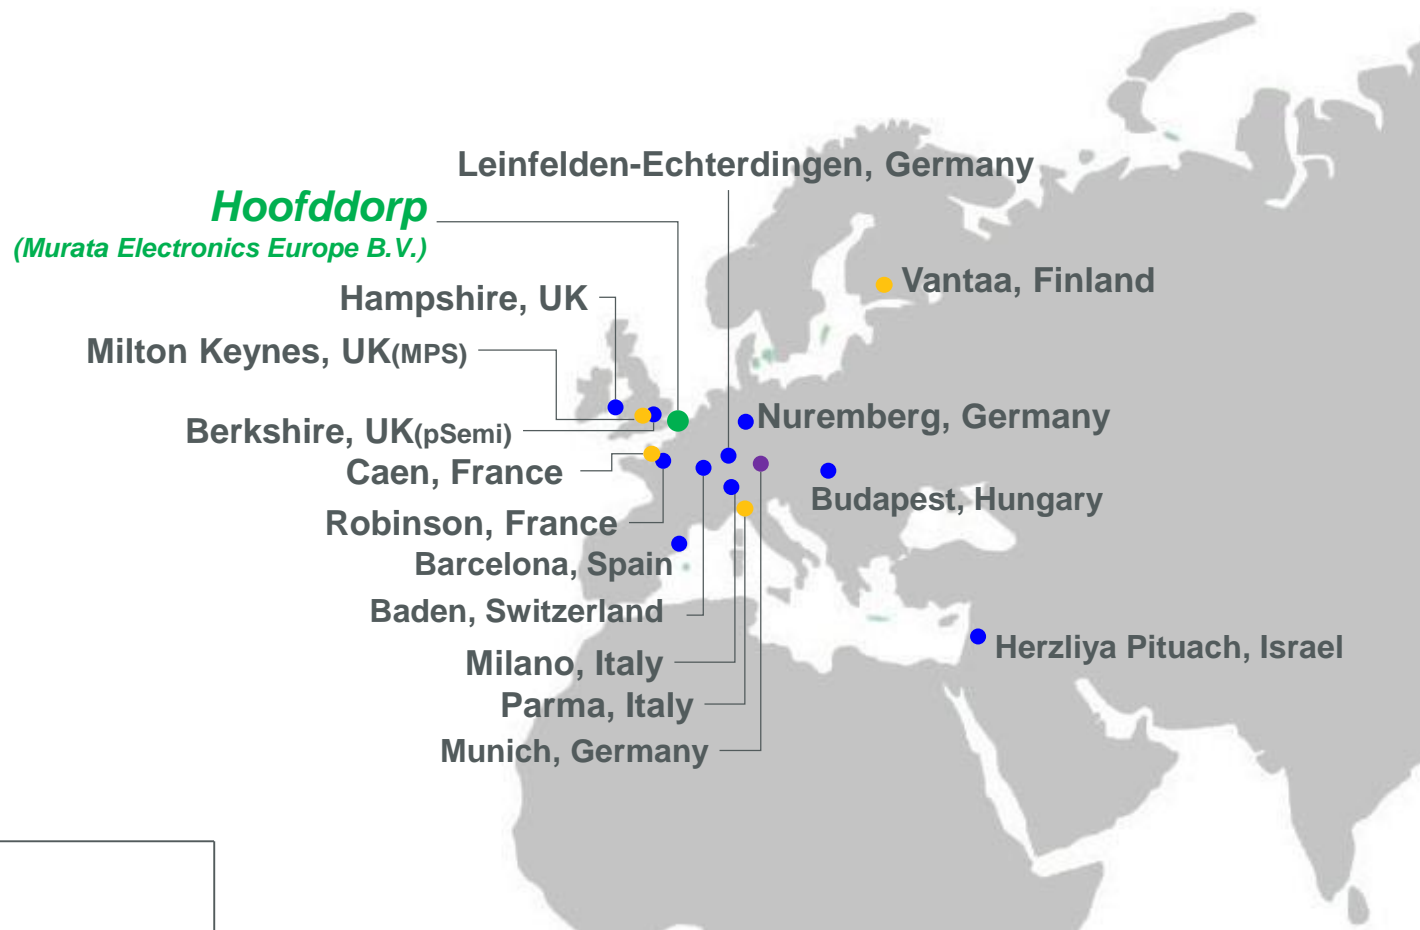 Leinfelden-Echterdingen, Germany
Hoofddorp
(Murata Electronics Europe B.V.)
Vantaa, Finland
Hampshire, UK
Milton Keynes, UK(MPS)
Nuremberg, Germany
Berkshire, UK(pSemi)
Caen, France
Budapest, Hungary
Robinson, France
Barcelona, Spain
Baden, Switzerland
Herzliya Pituach, Israel
Milano, Italy
Parma, Italy
Munich, Germany